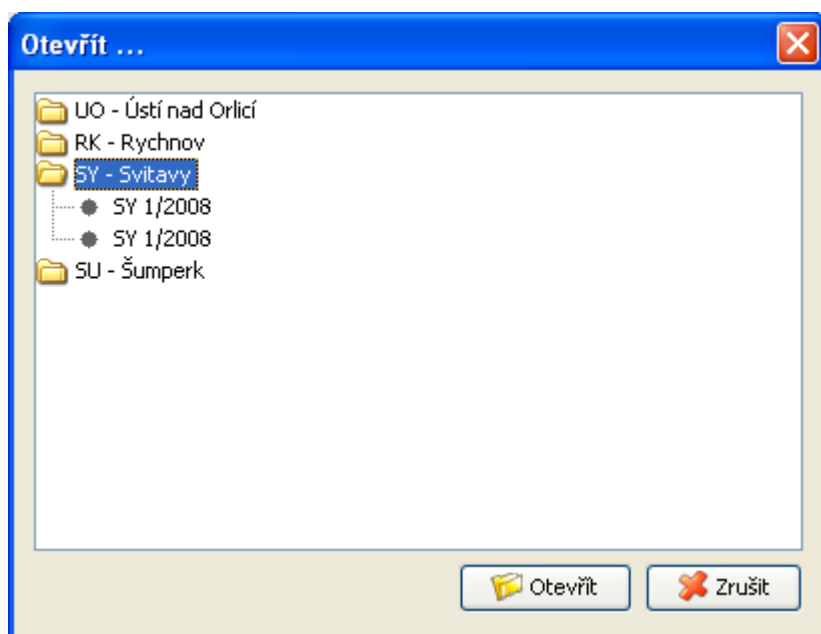 Otevřít ...
UO - Ústí nad Orlicí
RK - Rychnov
SY - Svitavy
SY 1/2008
SY 1/2008
SU - Šumperk
Otevřít Zrušit